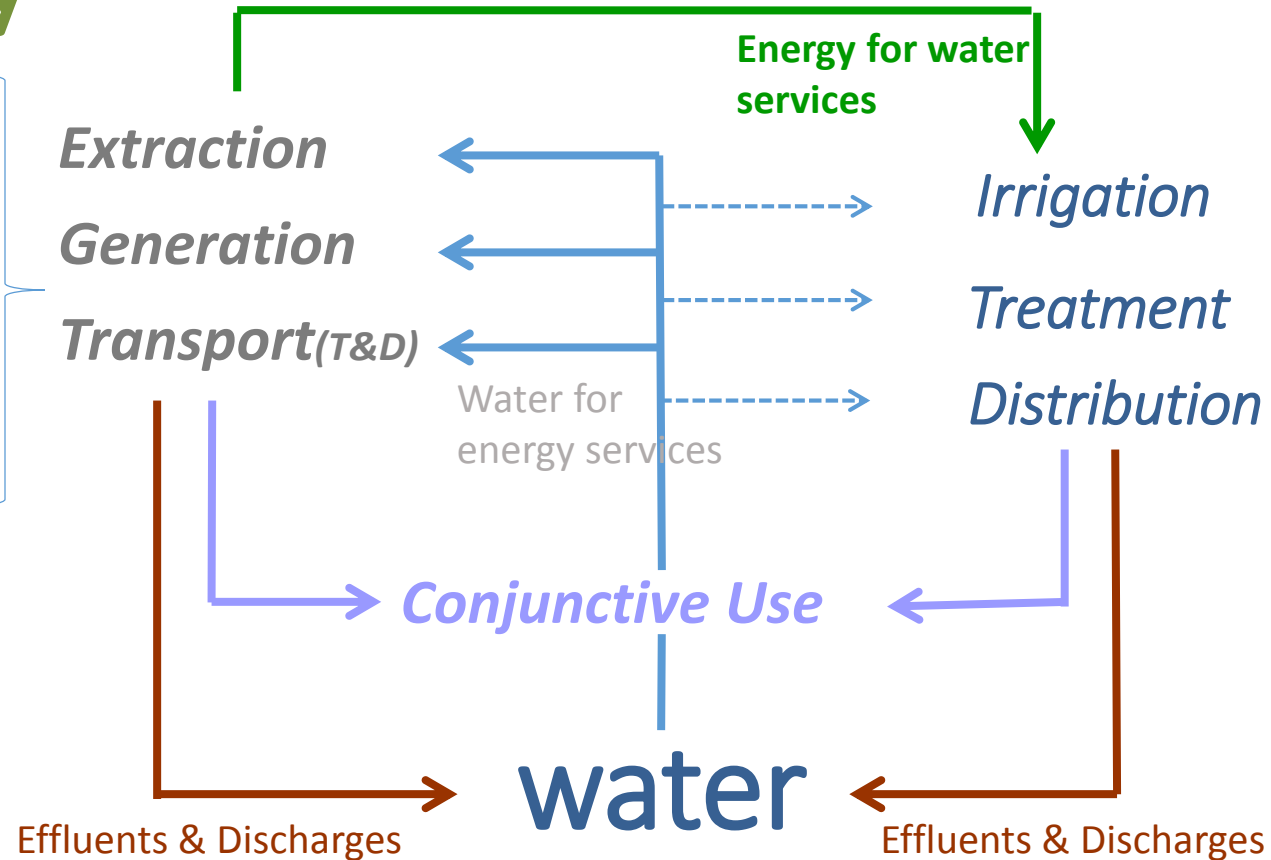 Energy for water
services
Extraction
Generation
Transport(T&D)
Irrigation
Treatment
Distribution
Water for
energy services
Conjunctive Use
water
Effluents & Discharges
Effluents & Discharges